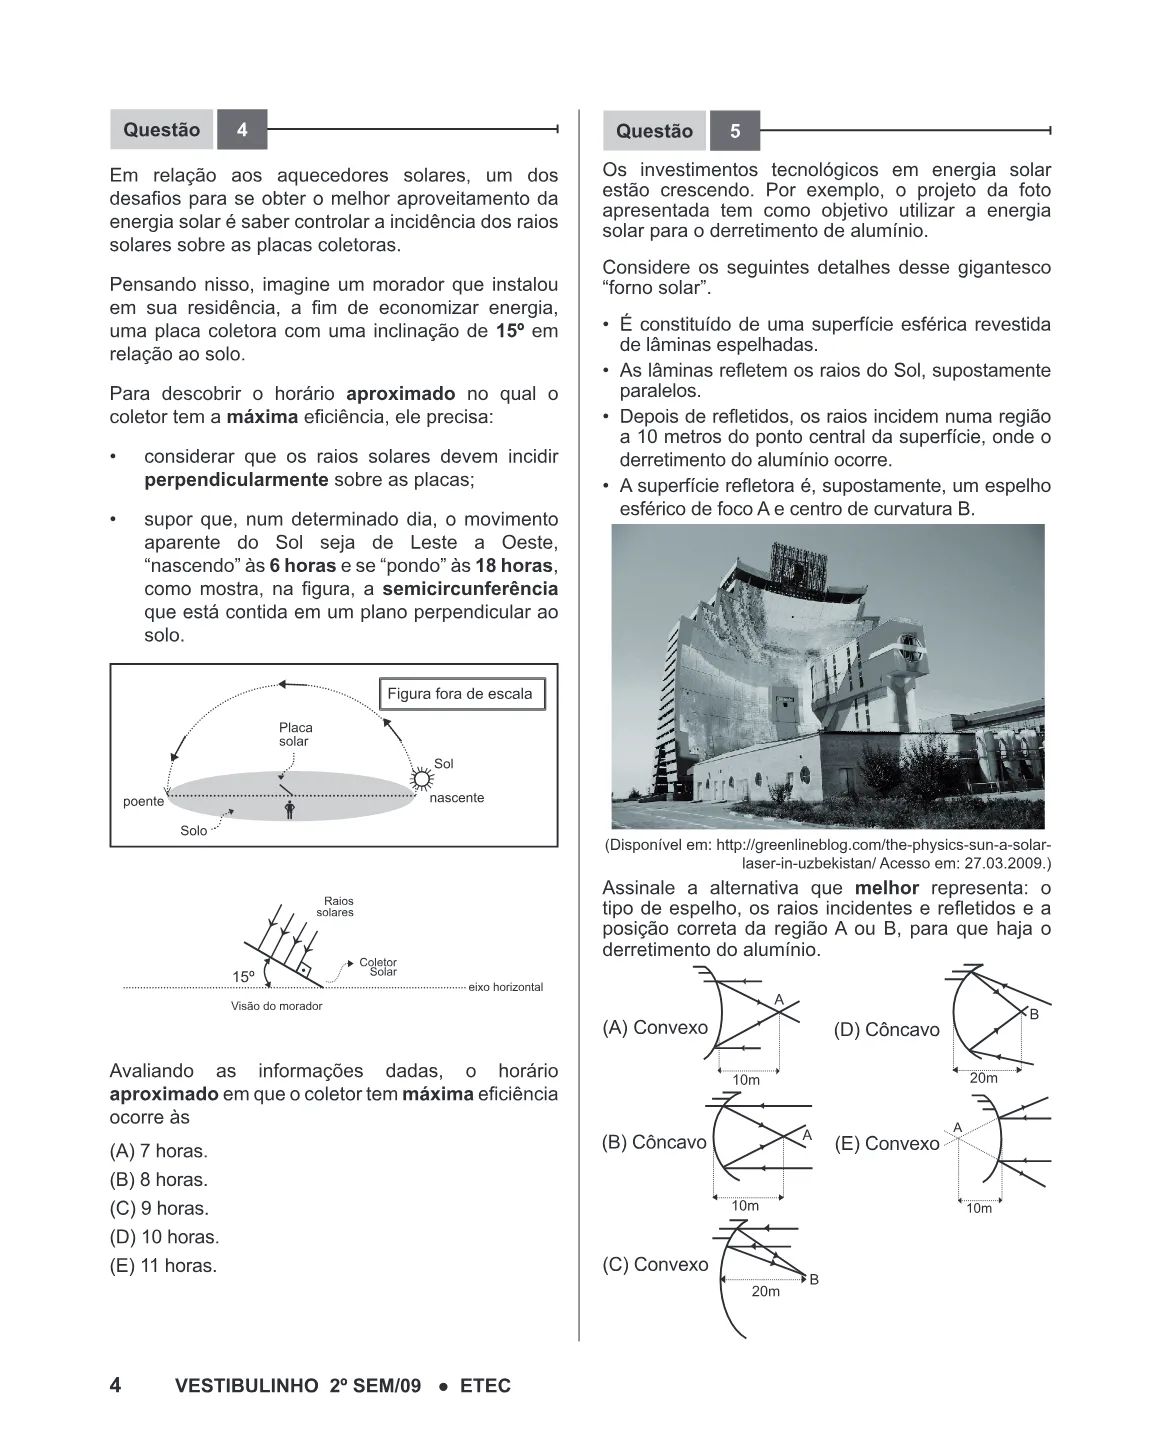 Questão 4
Em relação aos aquecedores solares, um dos
desafios para se obter o melhor aproveitamento da
energia solar é saber controlar a incidência dos raios
solares sobre as placas coletoras.
Pensando nisso, imagine um morador que instalou
em sua residência, a fim de economizar energia,
uma placa coletora com uma inclinação de 15º em
relação ao solo.
Para descobrir o horário aproximado no qual o
coletor tem a máxima eficiência, ele precisa:
• considerar que os raios solares devem incidir
perpendicularmente sobre as placas;
• supor que, num determinado dia, o movimento
aparente do Sol seja de Leste a Oeste,
“nascendo” às 6 horas e se “pondo” às 18 horas,
como mostra, na figura, a semicircunferência
que está contida em um plano perpendicular ao
solo.
Figura fora de escala
Placa
solar
Sol
poente
nascente
Solo
Raios
solares
15º
Coletor
Solar
eixo horizontal
Visão do morador
Avaliando as informações dadas, o horário
aproximado em que o coletor tem máxima eficiência
ocorre às
(A) 7 horas.
(B) 8 horas.
(C) 9 horas.
(D) 10 horas.
(E) 11 horas.
Questão 5
Os investimentos tecnológicos em energia solar
estão crescendo. Por exemplo, o projeto da foto
apresentada tem como objetivo utilizar a energia
solar para o derretimento de alumínio.
Considere os seguintes detalhes desse gigantesco
“forno solar”.
• É constituído de uma superfície esférica revestida
de lâminas espelhadas.
• As lâminas refletem os raios do Sol, supostamente
paralelos.
• Depois de refletidos, os raios incidem numa região
a 10 metros do ponto central da superfície, onde o
derretimento do alumínio ocorre.
• A superfície refletora é, supostamente, um espelho
esférico de foco A e centro de curvatura B.
(Disponível em: http://greenlineblog.com/the-physics-sun-a-solar-
laser-in-uzbekistan/ Acesso em: 27.03.2009.)
Assinale a alternativa que melhor representa: o
tipo de espelho, os raios incidentes e refletidos e a
posição correta da região A ou B, para que haja o
derretimento do alumínio.
(A) Convexo
A
10m
(B) Côncavo
A
10m
(C) Convexo
B
20m
(D) Côncavo
B
20m
(E) Convexo
A
10m
4 VESTIBULINHO 2º SEM/09 ● ETEC